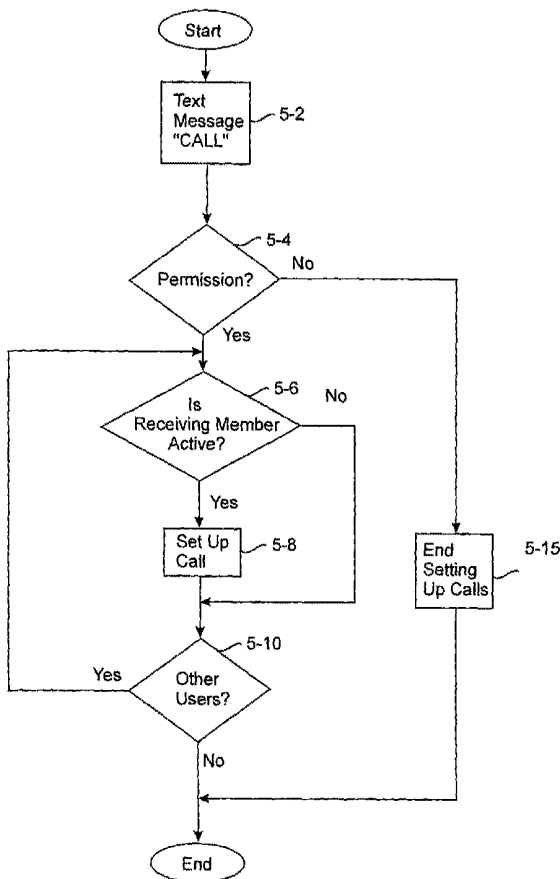 Start
Text
Message
"CALL"
5-2
5-4
Permission?
No
Yes
5-6
Is
Receiving Member
Active?
No
Yes
Set Up
Call
5-8
End
Setting
Up Calls
5-15
5-10
Other
Users?
Yes
No
End